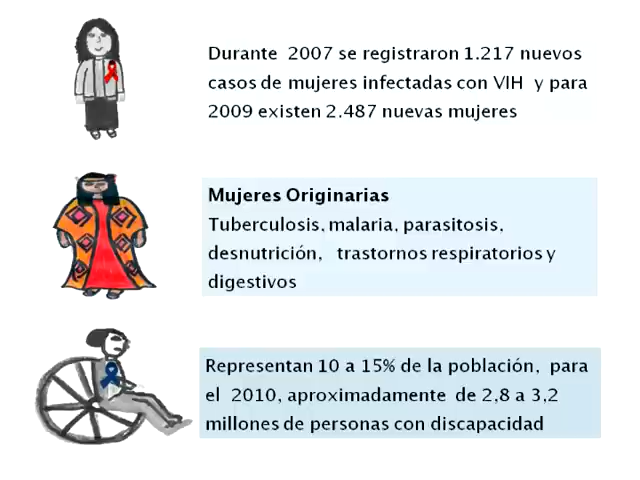 Durante 2007 se registraron 1.217 nuevos
casos de mujeres infectadas con VIH y para
2009 existen 2.487 nuevas mujeres
Mujeres Originarias
Tuberculosis, malaria, parasitosis,
desnutrición, trastornos respiratorios y
digestivos
Representan 10 a 15% de la población, para
el 2010, aproximadamente de 2,8 a 3,2
millones de personas con discapacidad